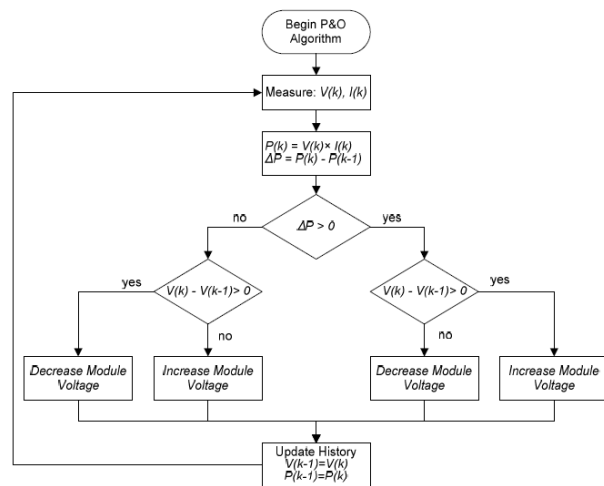 Begin P&O
Algorithm
Measure: V(k), I(k)
P(k) = V(k)× I(k)
ΔP = P(k) - P(k-1)
no
ΔP > 0
yes
yes
V(k) - V(k-1)> 0
no
V(k) - V(k-1)> 0
yes
no
Decrease Module
Voltage
Increase Module
Voltage
Decrease Module
Voltage
Increase Module
Voltage
Update History
V(k-1)=V(k)
P(k-1)=P(k)